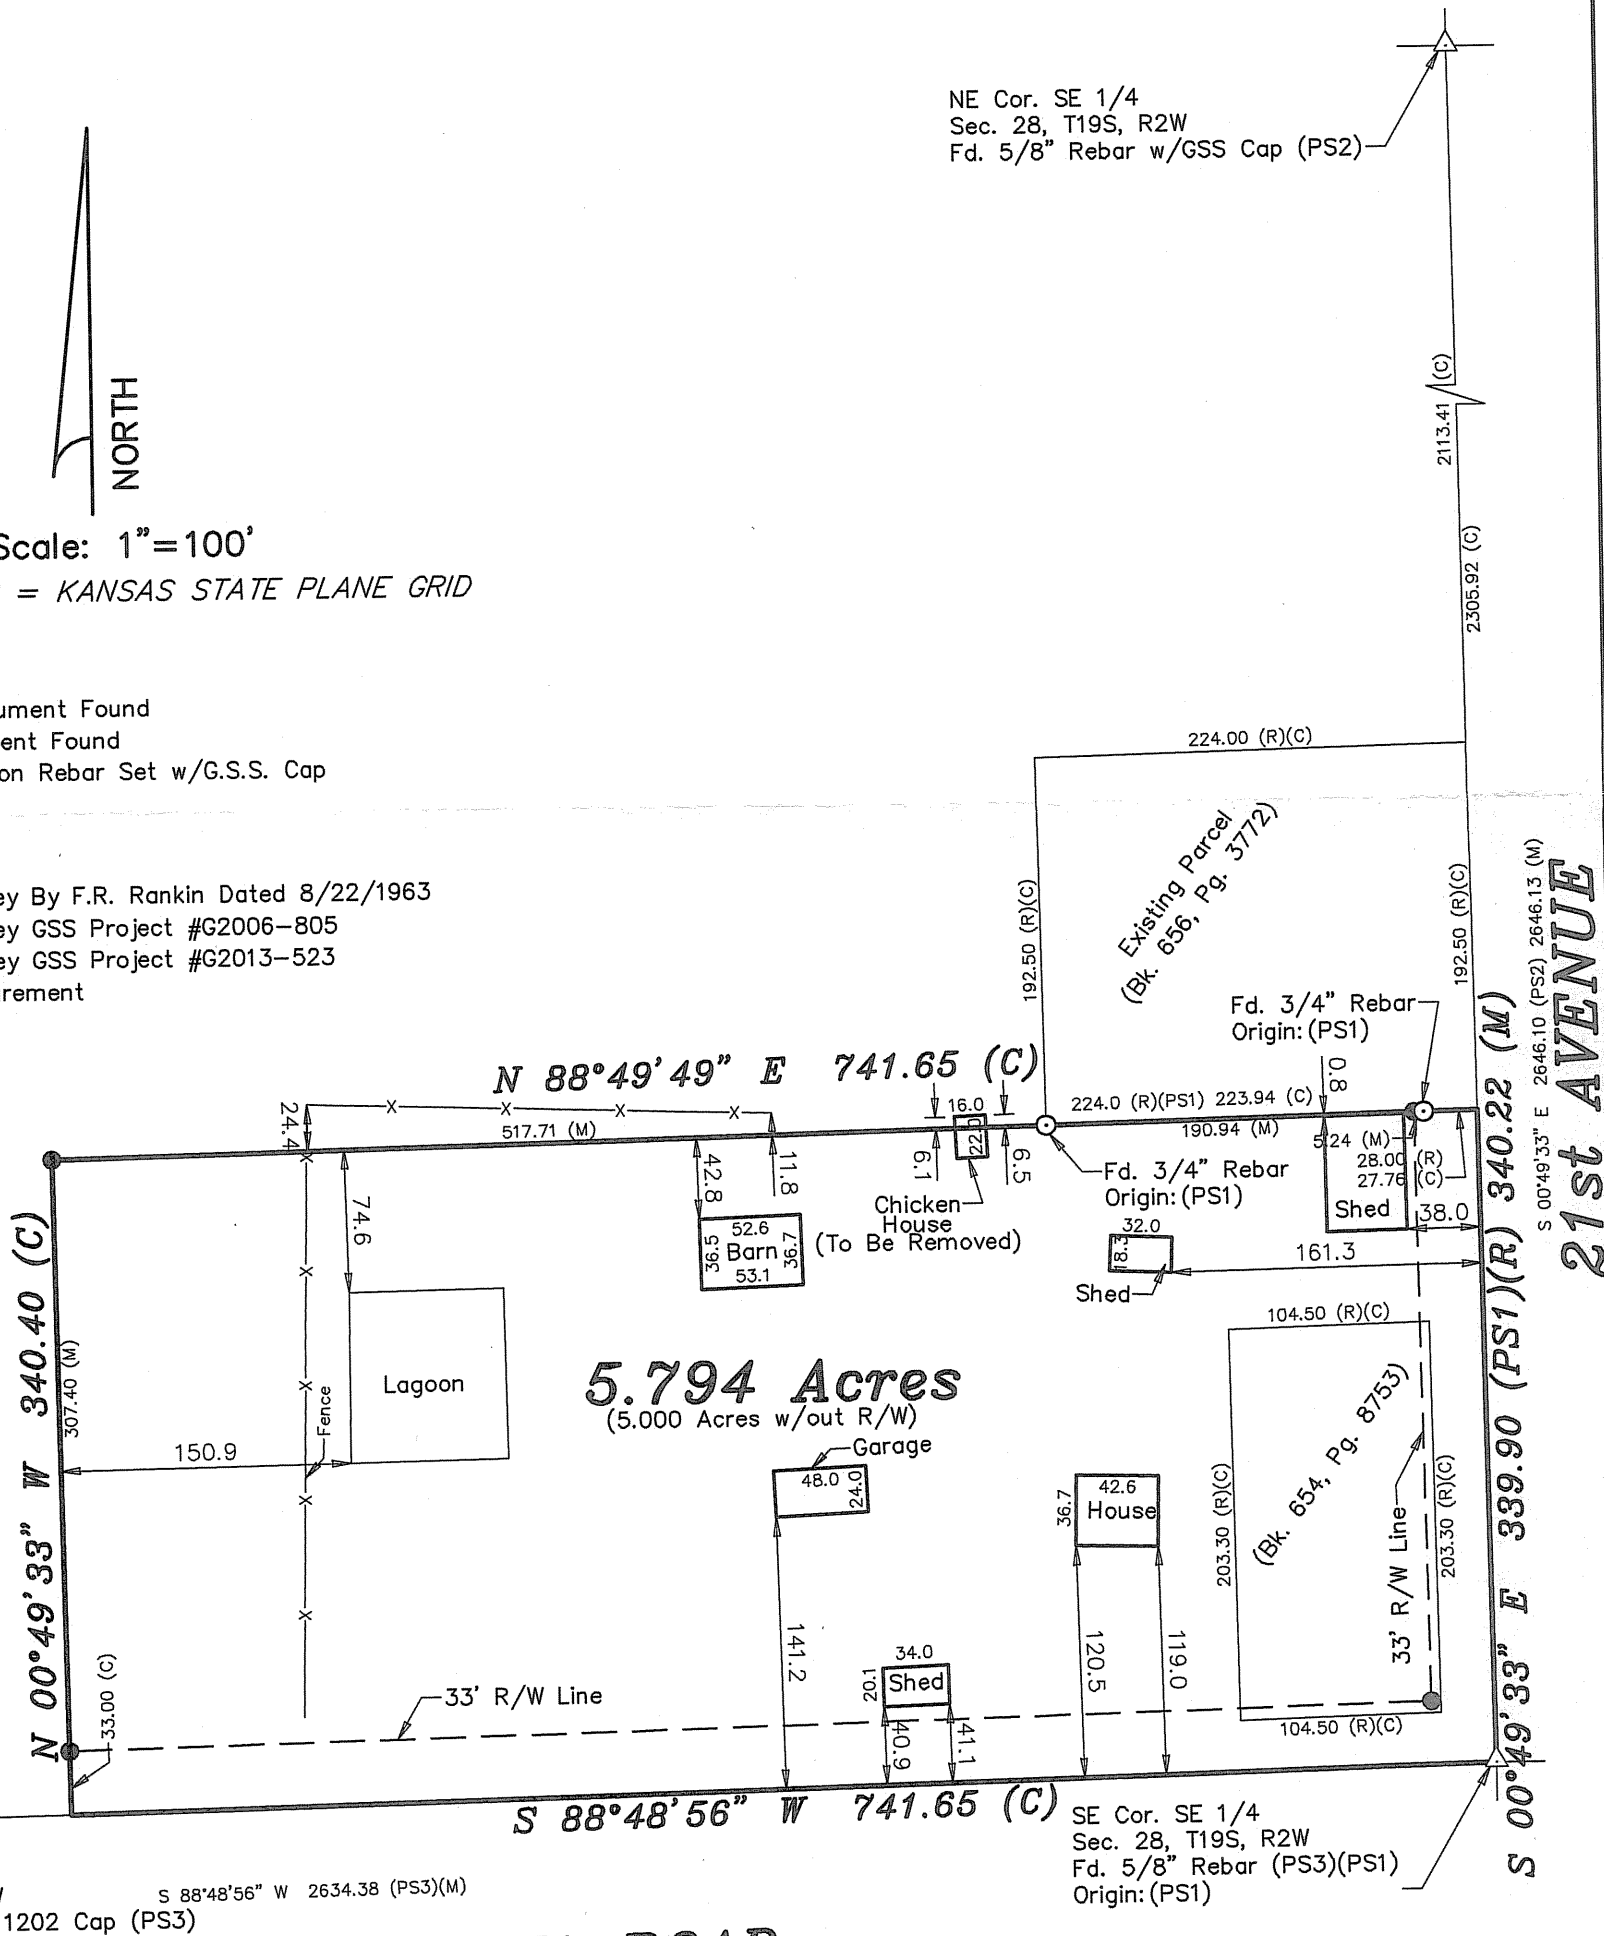 NE Cor. SE 1/4
Sec. 28, T19S, R2W
Fd. 5/8" Rebar w/GSS Cap (PS2)
NORTH
Scale: 1"=100'
= KANSAS STATE PLANE GRID
2113.41 (C)
2305.92 (C)
ument Found
ent Found
on Rebar Set w/G.S.S. Cap
224.00 (R)(C)
ey By F.R. Rankin Dated 8/22/1963
ey GSS Project #G2006-805
ey GSS Project #G2013-523
rement
192.50 (R)(C)
Existing Parcel
(Bk. 656, Pg. 3772)
192.50 (R)(C)
S 00°49'33" E 2646.10 (PS2) 2646.13 (M)
21st AVENUE
Fd. 3/4" Rebar
Origin: (PS1)
N 88°49'49" E 741.65 (C)
0.8
24.4
517.71 (M)
16.0
22.0
224.0 (R)(PS1) 223.94 (C)
190.94 (M)
5.24 (M)
28.00 (R)
27.76 (C)
42.8
11.8
6.1
6.5
Fd. 3/4" Rebar
Origin: (PS1)
74.6
Chicken
House
(To Be Removed)
52.6
36.5
Barn
36.7
53.1
32.0
18.3
Shed
Shed
38.0
161.3
N 00°49'33" W 340.40 (C)
307.40 (M)
Lagoon
Fence
150.9
5.794 Acres
(5.000 Acres w/out R/W)
Garage
48.0
24.0
104.50 (R)(C)
203.30 (R)(C)
(Bk. 654, Pg. 8753)
33' R/W Line
203.30 (R)(C)
104.50 (R)(C)
42.6
36.7
House
141.2
34.0
20.1
Shed
40.9
41.1
120.5
119.0
33' R/W Line
33.00 (C)
S 00°49'33" E 339.90 (PS1)(R) 340.22 (M)
S 88°48'56" W 741.65 (C)
SE Cor. SE 1/4
Sec. 28, T19S, R2W
Fd. 5/8" Rebar (PS3)(PS1)
Origin: (PS1)
S 88°48'56" W 2634.38 (PS3)(M)
1202 Cap (PS3)
ROAD